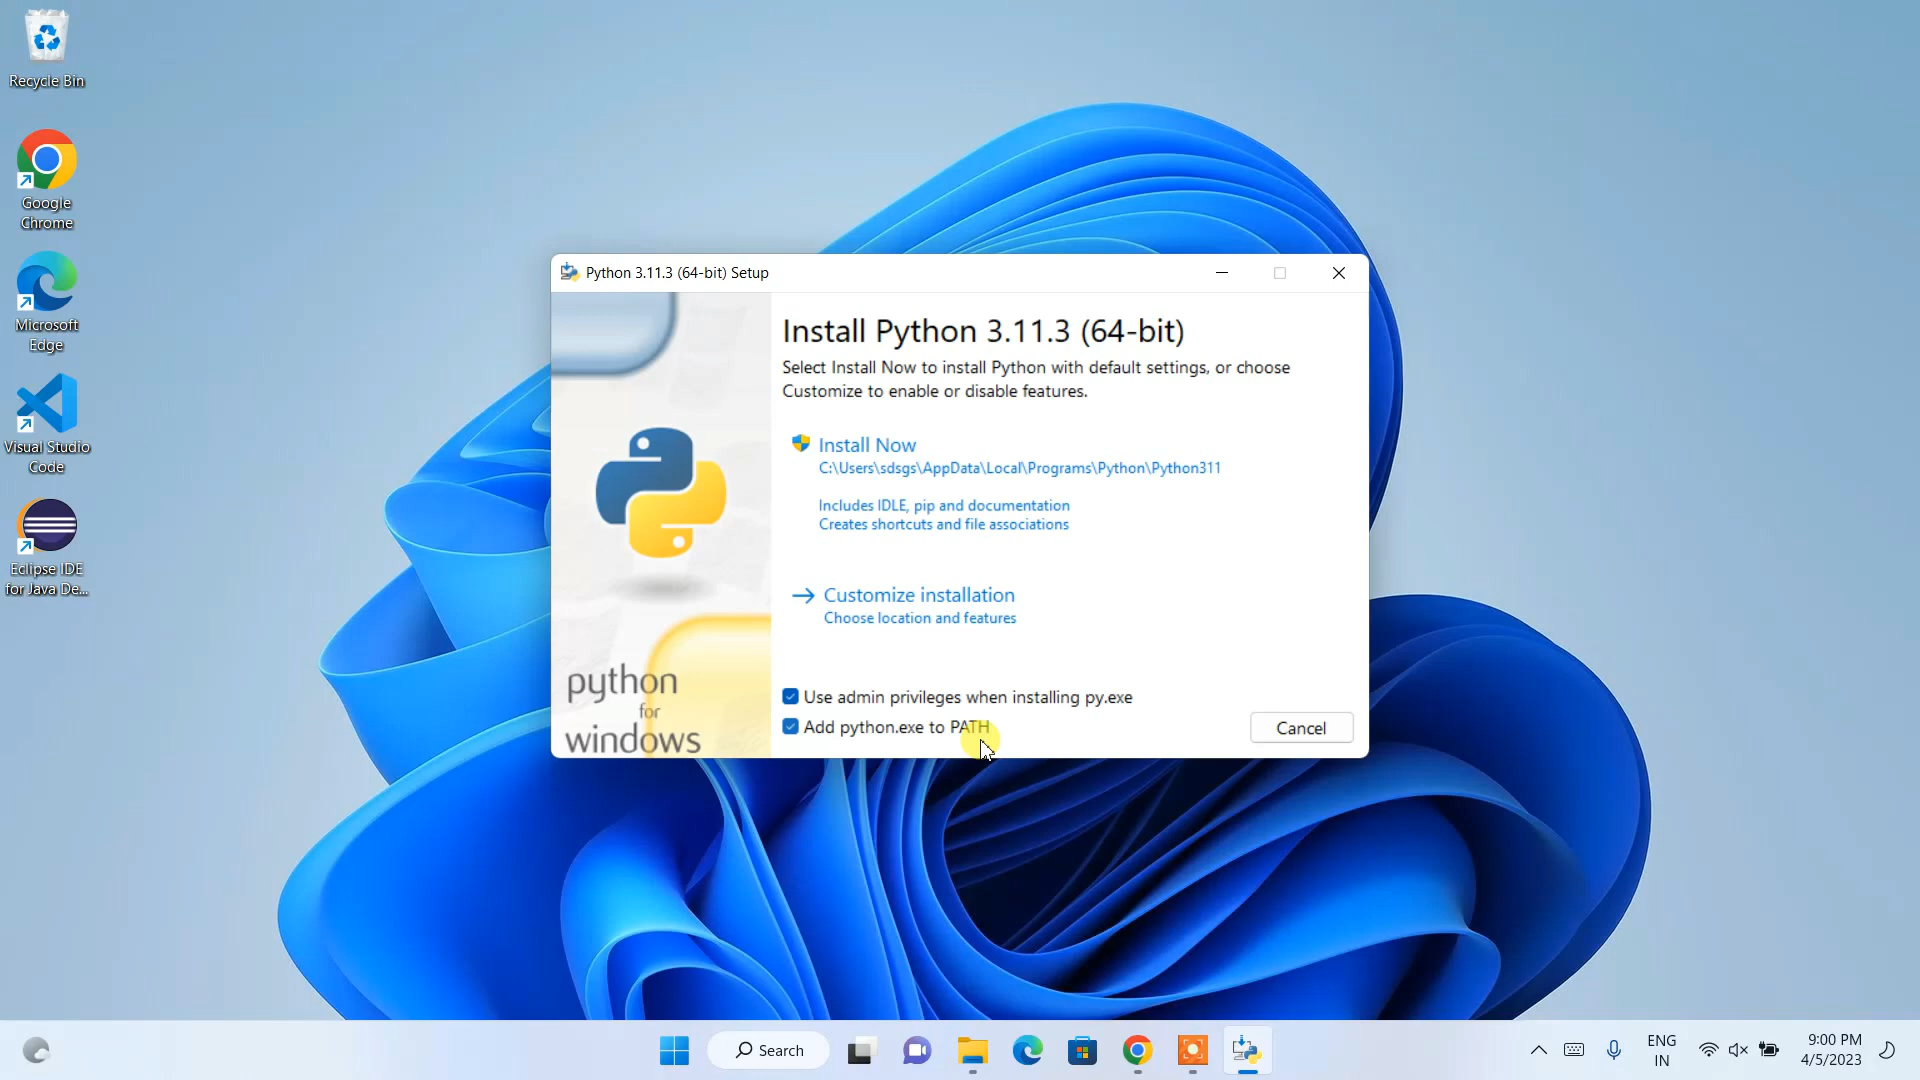 Recycle Bin
Google
Chrome
Microsoft
Edge
Visual Studio
Code
Eclipse IDE
for Java De...
Python 3.11.3 (64-bit) Setup
Install Python 3.11.3 (64-bit)
Select Install Now to install Python with default settings, or choose
Customize to enable or disable features.
Install Now
C:\Users\sdsgs\AppData\Local\Programs\Python\Python311
Includes IDLE, pip and documentation
Creates shortcuts and file associations
Customize installation
Choose location and features
python
for
windows
Use admin privileges when installing py.exe
Add python.exe to PATH
Cancel
Search
ENG
IN
9:00 PM
4/5/2023